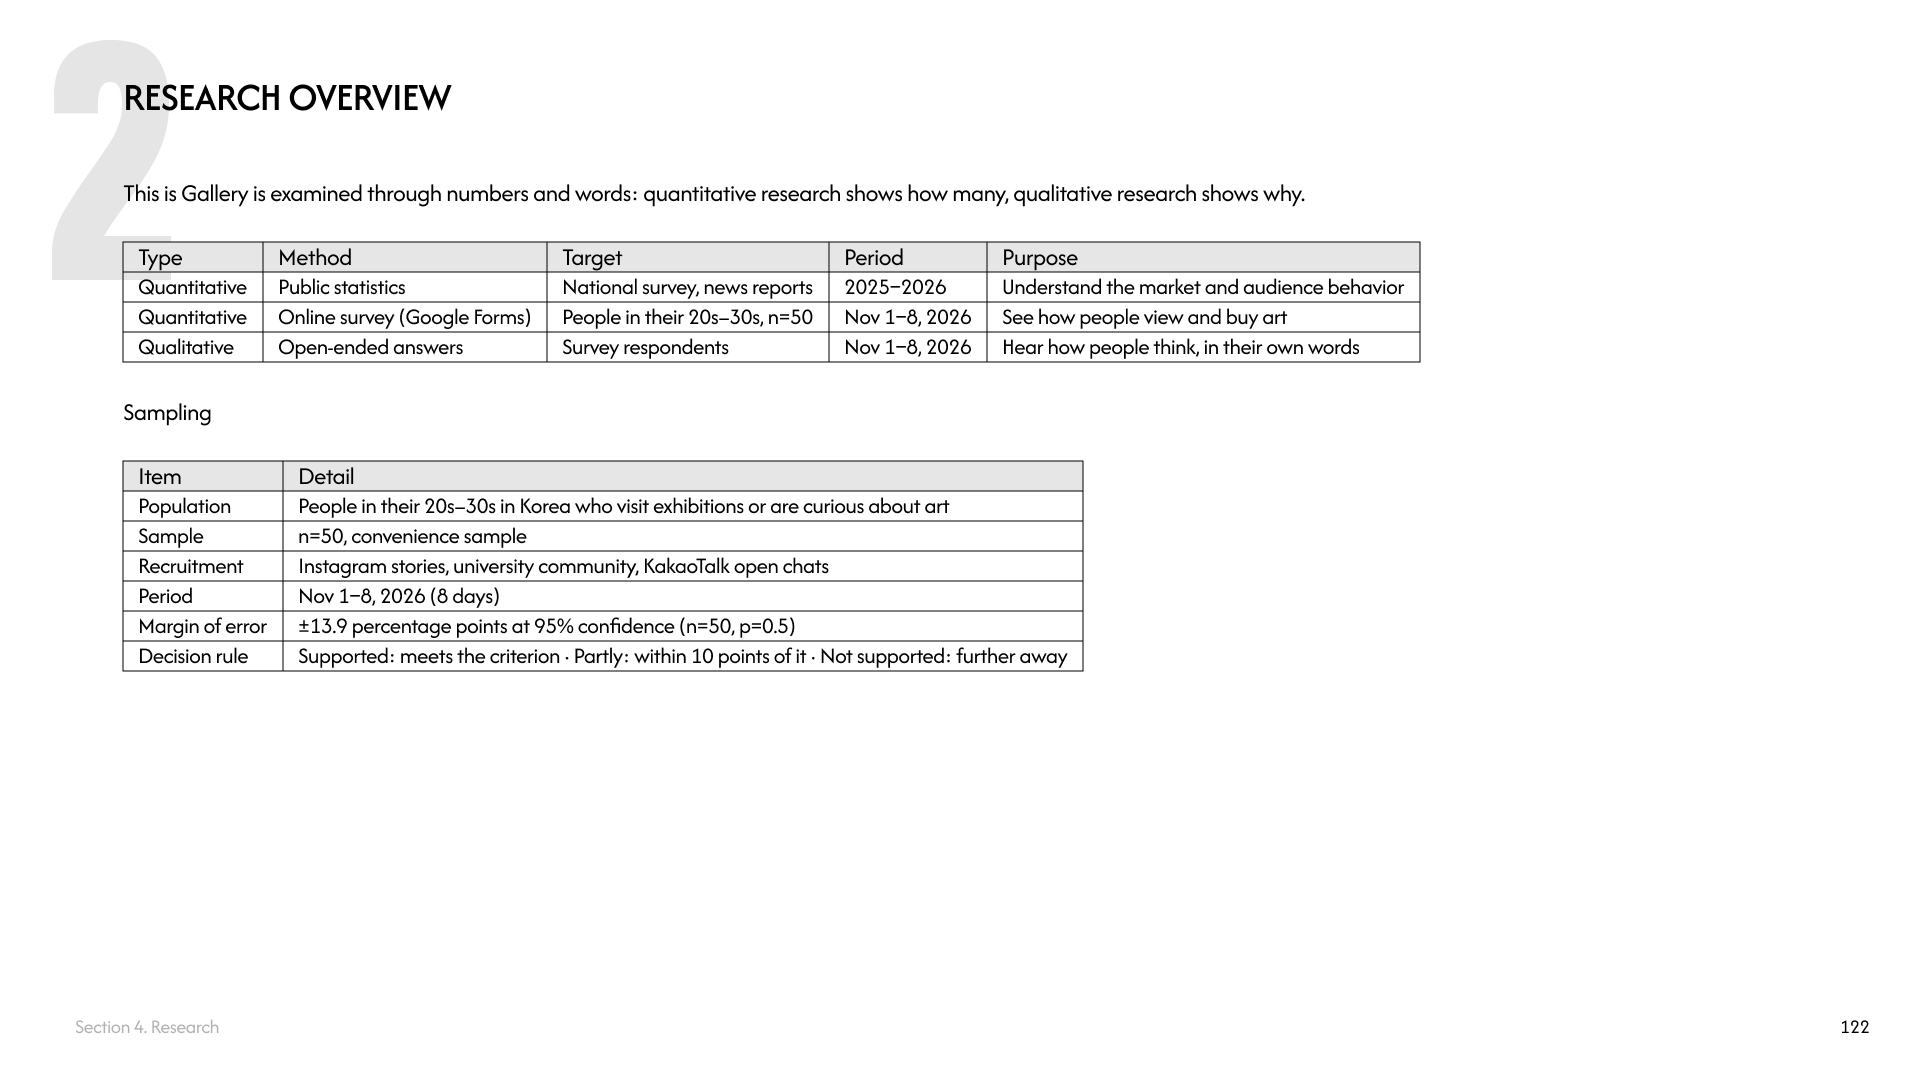 2
RESEARCH OVERVIEW
This is Gallery is examined through numbers and words: quantitative research shows how many, qualitative research shows why.
Type Method Target Period Purpose
Quantitative Public statistics National survey, news reports 2025–2026 Understand the market and audience behavior
Quantitative Online survey (Google Forms) People in their 20s–30s, n=50 Nov 1–8, 2026 See how people view and buy art
Qualitative Open-ended answers Survey respondents Nov 1–8, 2026 Hear how people think, in their own words
Sampling
Item Detail
Population People in their 20s–30s in Korea who visit exhibitions or are curious about art
Sample n=50, convenience sample
Recruitment Instagram stories, university community, KakaoTalk open chats
Period Nov 1–8, 2026 (8 days)
Margin of error ±13.9 percentage points at 95% confidence (n=50, p=0.5)
Decision rule Supported: meets the criterion · Partly: within 10 points of it · Not supported: further away
Section 4. Research
122